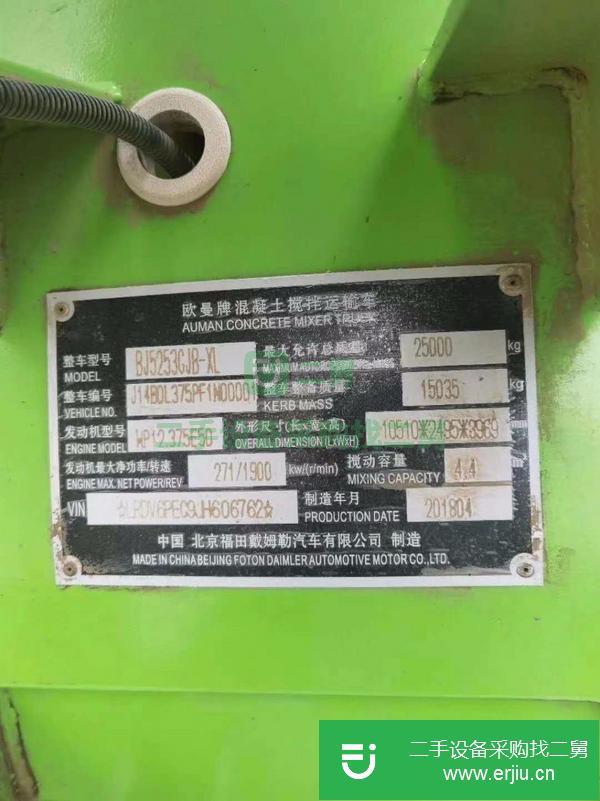 欧曼牌混凝土搅拌运输车
AUMAN CONCRETE MIXER TRUCK
整车型号 MODEL BJ5253GJB-XL 最大允许总质量 MAXIMUM 25000 kg
整车编号 VEHICLE NO. 整车整备质量 KERB MASS 15035 kg
发动机型号 ENGINE MODEL WP12.375E50 外形尺寸(长×宽×高) OVERALL DIMENSION (LxWxH) 10510×2495×3969
发动机最大净功率/转速 ENGINE MAX. NET POWER/REV 271/1900 kw/(r/min) 搅动容量 MIXING CAPACITY 4.4
VIN 制造年月 PRODUCTION DATE 201804
中国 北京福田戴姆勒汽车有限公司 制造
MADE IN CHINA BEIJING FOTON DAIMLER AUTOMOTIVE MOTOR CO., LTD.
二手设备采购找二舅
www.erjiu.cn